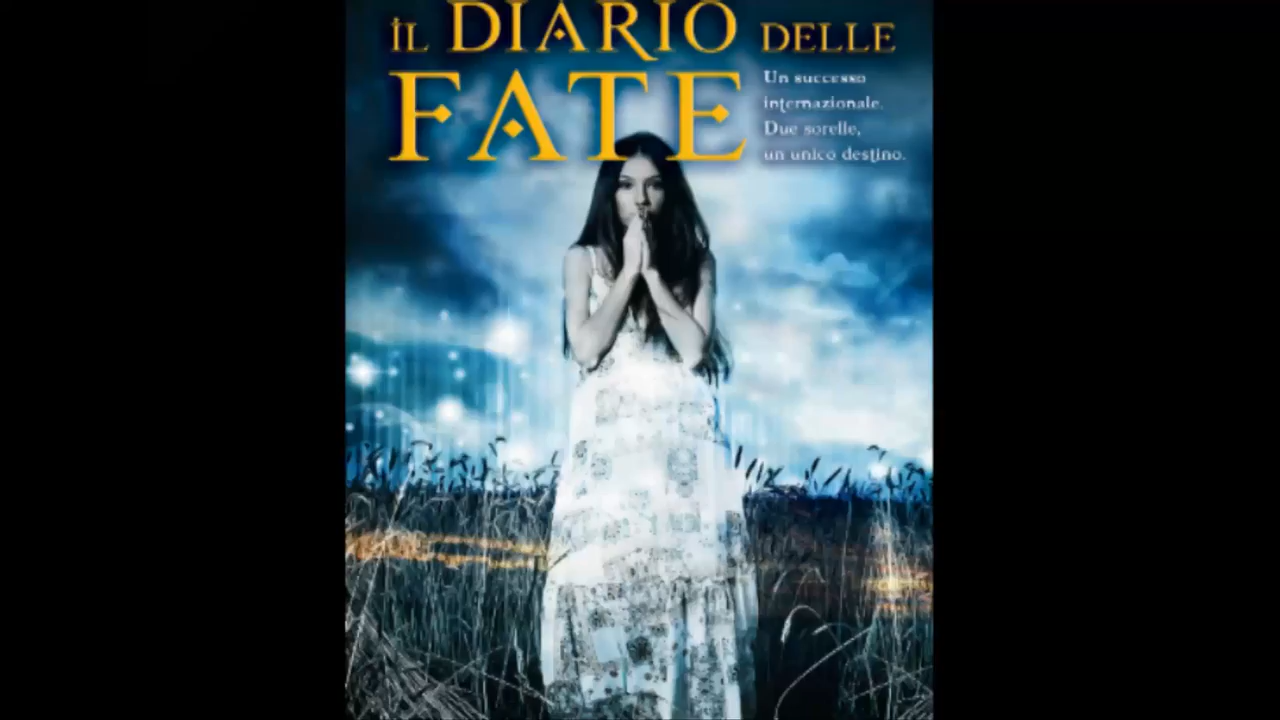 IL DIARIO DELLE
FATE
Un successo
internazionale.
Due sorelle,
un unico destino.